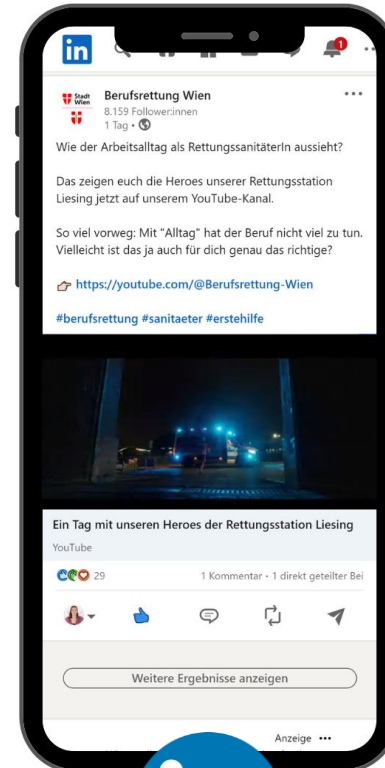 in
1
Stadt
Wien
Berufsrettung Wien
8.159 Follower:innen
1 Tag •
Wie der Arbeitsalltag als RettungssanitäterIn aussieht?
Das zeigen euch die Heroes unserer Rettungsstation
Liesing jetzt auf unserem YouTube-Kanal.
So viel vorweg: Mit "Alltag" hat der Beruf nicht viel zu tun.
Vielleicht ist das ja auch für dich genau das richtige?
https://youtube.com/@Berufsrettung-Wien
#berufsrettung #sanitaeter #erstehilfe
Ein Tag mit unseren Heroes der Rettungsstation Liesing
YouTube
29
1 Kommentar • 1 direkt geteilter Bei
Weitere Ergebnisse anzeigen
Anzeige